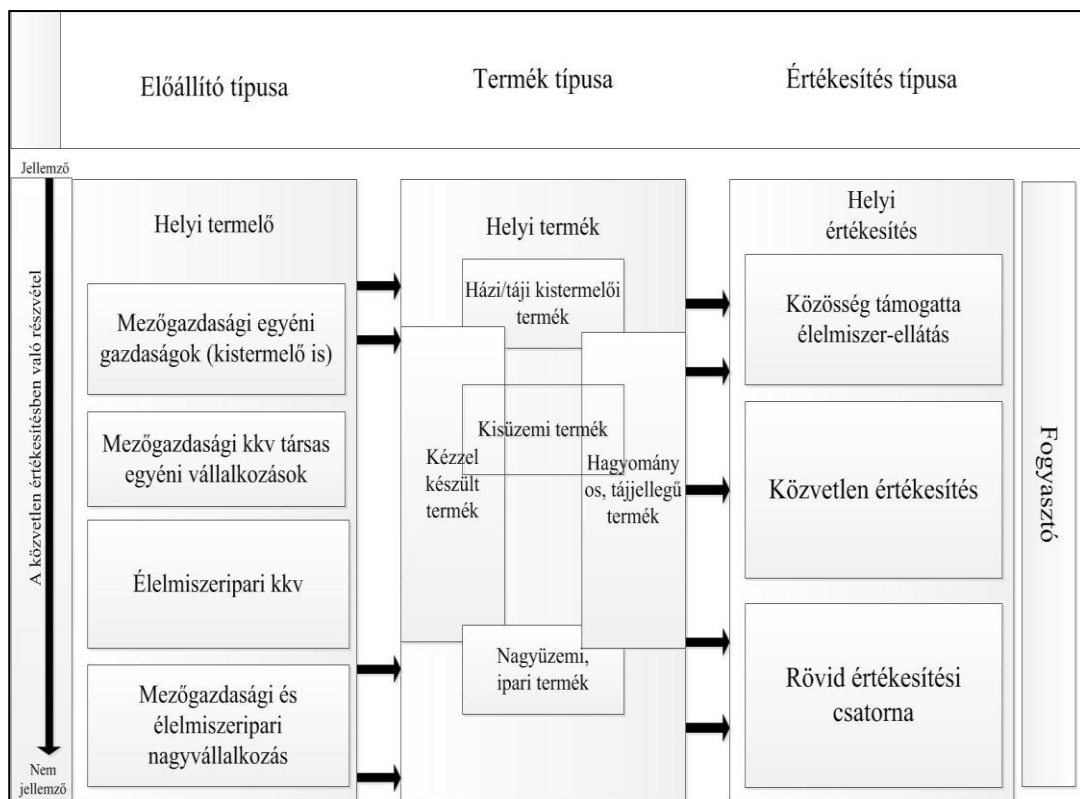 Előállító típusa
Termék típusa
Értékesítés típusa
Jellemző
A közvetlen értékesítésben való részvétel
Nem
jellemző
Helyi termelő
Mezőgazdasági egyéni
gazdaságok (kistermelő is)
Mezőgazdasági kkv társas
egyéni vállalkozások
Élelmiszeripari kkv
Mezőgazdasági és
élelmiszeripari
nagyvállalkozás
Helyi termék
Házi/táji kistermelői
termék
Kisüzemi termék
Kézzel
készült
termék
Hagyomány
os, tájjellegű
termék
Nagyüzemi,
ipari termék
Helyi
értékesítés
Közösség támogatta
élelmiszer-ellátás
Közvetlen értékesítés
Rövid értékesítési
csatorna
Fogyasztó